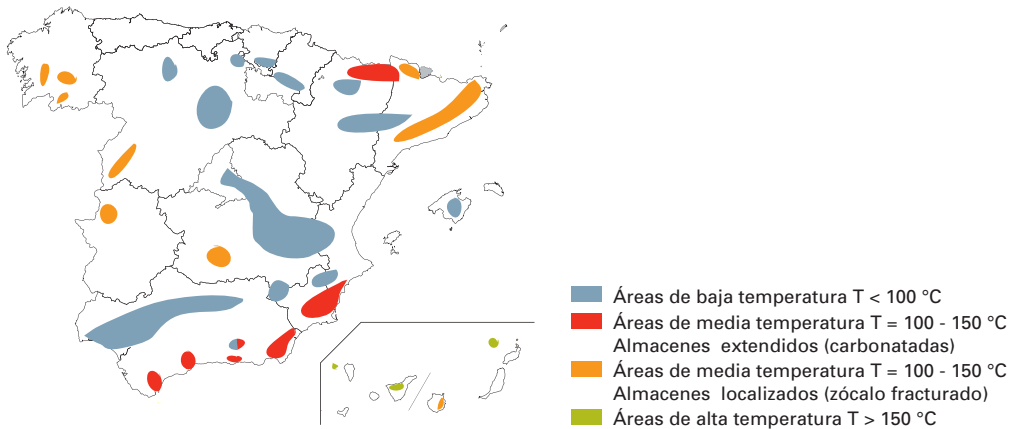 Áreas de baja temperatura T < 100 °C
Áreas de media temperatura T = 100 - 150 °C
Almacenes extendidos (carbonatadas)
Áreas de media temperatura T = 100 - 150 °C
Almacenes localizados (zócalo fracturado)
Áreas de alta temperatura T > 150 °C